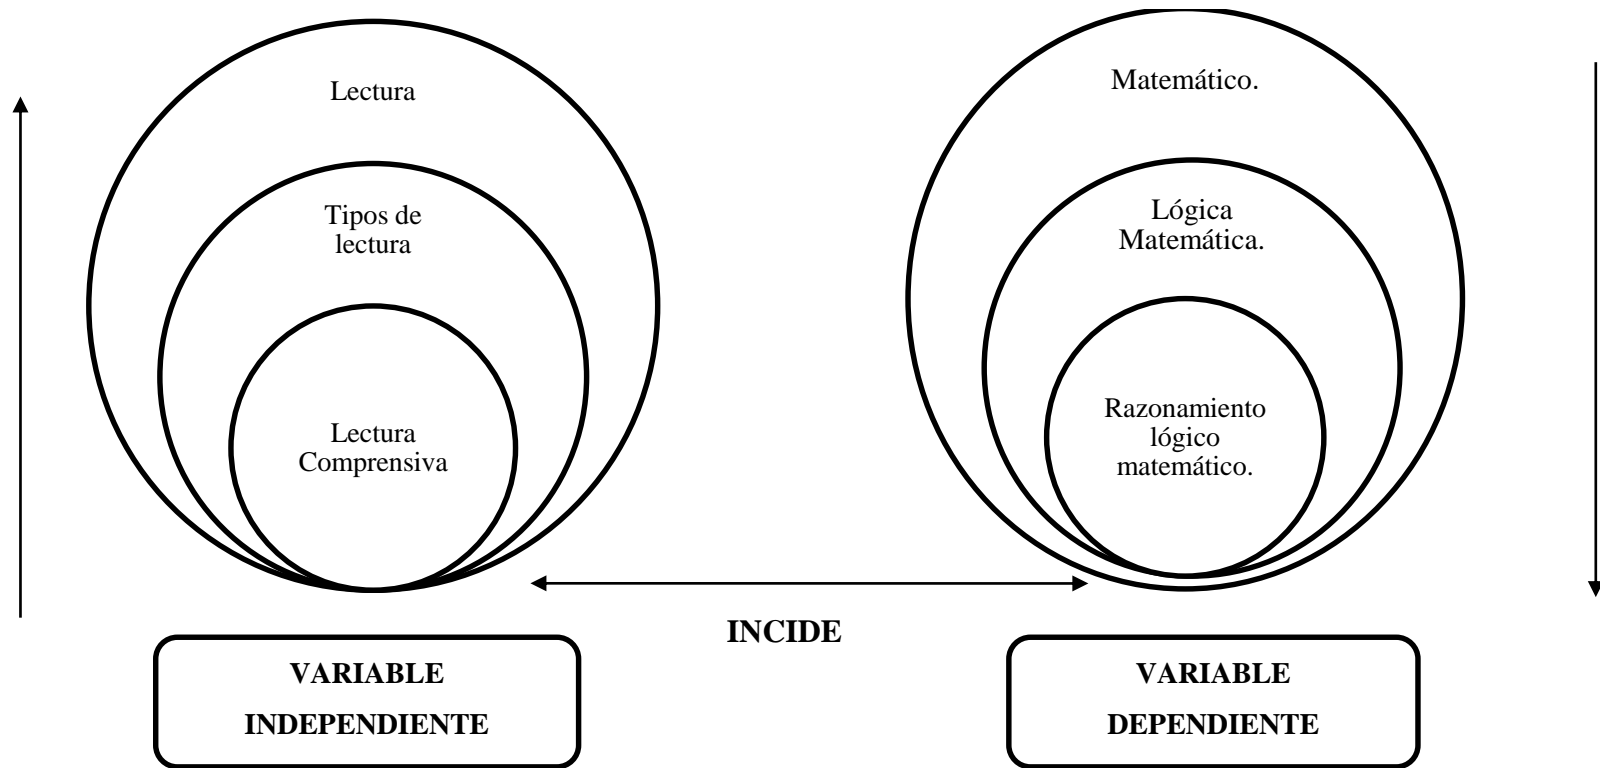 Lectura
Tipos de
lectura
Lectura
Comprensiva
Matemático.
Lógica
Matemática.
Razonamiento
lógico
matemático.
INCIDE
VARIABLE
INDEPENDIENTE
VARIABLE
DEPENDIENTE